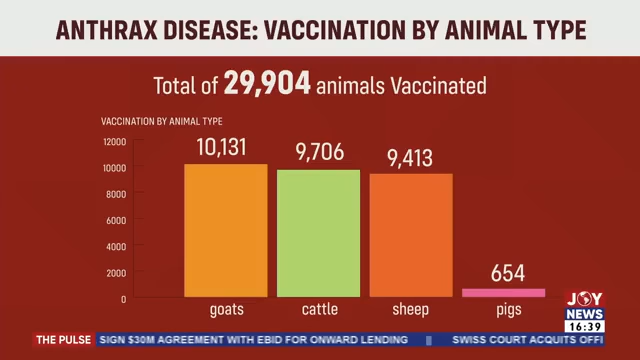 ANTHRAX DISEASE: VACCINATION BY ANIMAL TYPE
Total of 29,904 animals Vaccinated
VACCINATION BY ANIMAL TYPE
12000
10000
8000
6000
4000
2000
0
10,131
9,706
9,413
654
goats
cattle
sheep
pigs
JOY
NEWS
16:39
THE PULSE
SIGN $30M AGREEMENT WITH EBID FOR ONWARD LENDING || SWISS COURT ACQUITS OFFI